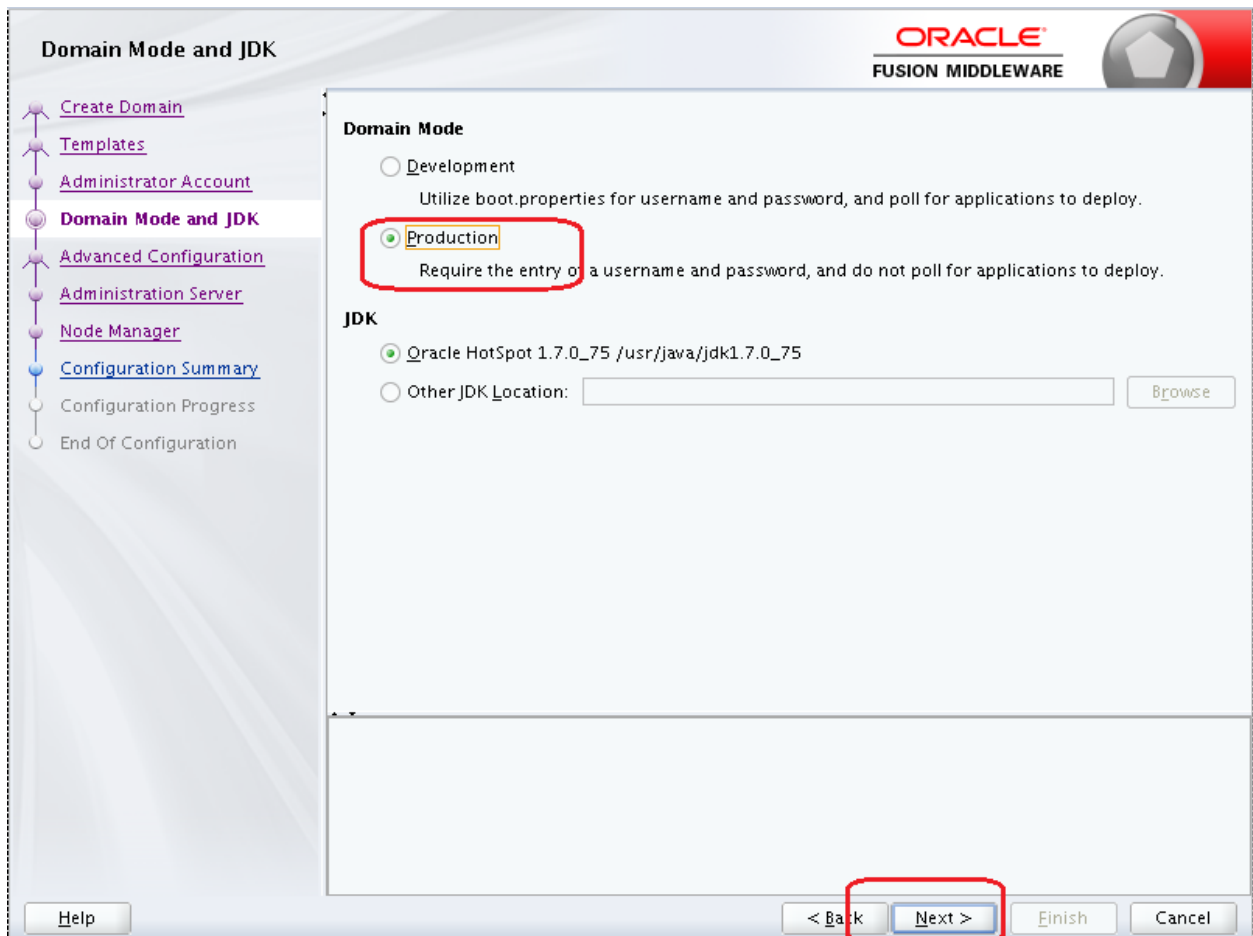 Domain Mode and JDK
ORACLE
FUSION MIDDLEWARE
Create Domain
Templates
Administrator Account
Domain Mode and JDK
Advanced Configuration
Administration Server
Node Manager
Configuration Summary
Configuration Progress
End Of Configuration
Domain Mode
Development
Utilize boot.properties for username and password, and poll for applications to deploy.
Production
Require the entry of a username and password, and do not poll for applications to deploy.
JDK
Oracle HotSpot 1.7.0_75 /usr/java/jdk1.7.0_75
Other JDK Location:
Browse
Help
< Back
Next >
Finish
Cancel